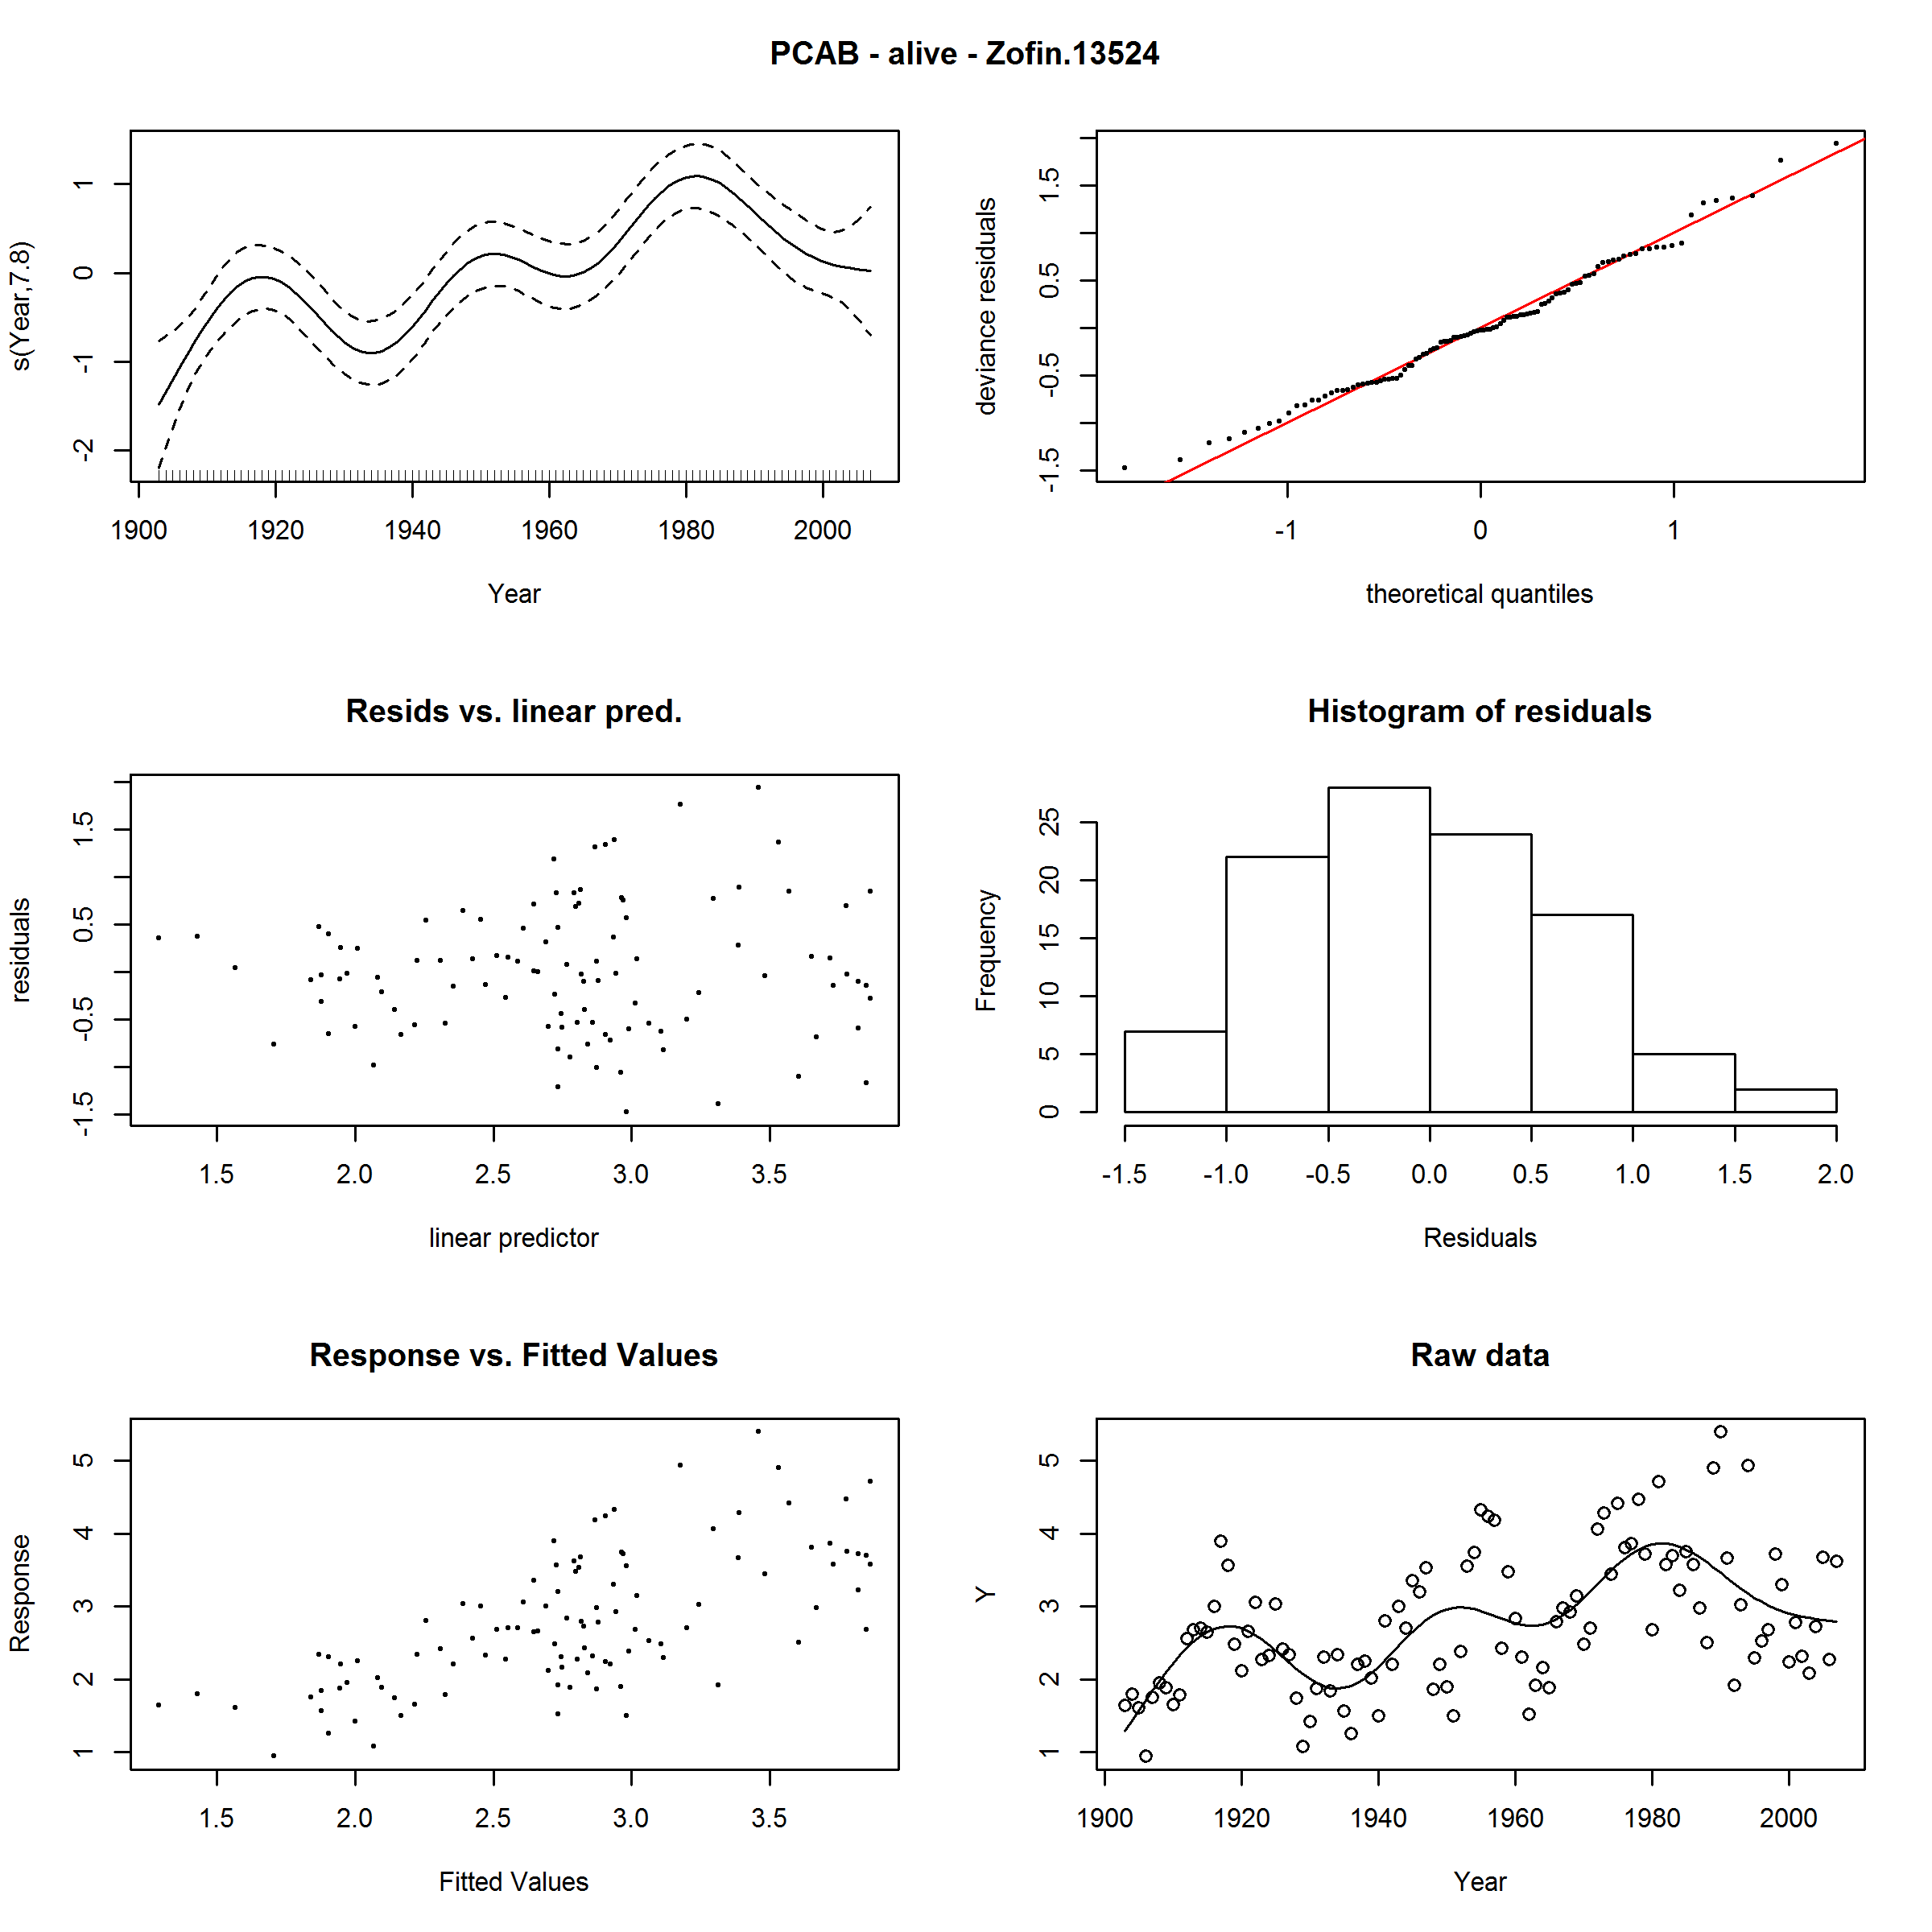 PCAB - alive - Zofin.13524
s(Year,7.8)
1
0
-1
-2
1900 1920 1940 1960 1980 2000
Year
deviance residuals
1.5
0.5
-0.5
-1.5
-1 0 1
theoretical quantiles
Resids vs. linear pred.
residuals
1.5
0.5
-0.5
-1.5
1.5 2.0 2.5 3.0 3.5
linear predictor
Histogram of residuals
Frequency
25
20
15
10
5
0
-1.5 -1.0 -0.5 0.0 0.5 1.0 1.5 2.0
Residuals
Response vs. Fitted Values
Response
5
4
3
2
1
1.5 2.0 2.5 3.0 3.5
Fitted Values
Raw data
Y
5
4
3
2
1
1900 1920 1940 1960 1980 2000
Year